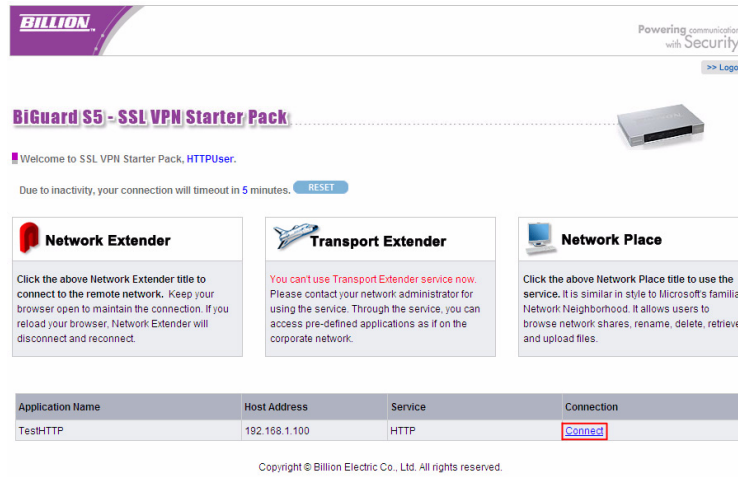 BILLION
Powering communication
with Security
>> Logo
BiGuard S5 - SSL VPN Starter Pack
Welcome to SSL VPN Starter Pack, HTTPUser.
Due to inactivity, your connection will timeout in 5 minutes. RESET
Network Extender
Click the above Network Extender title to
connect to the remote network. Keep your
browser open to maintain the connection. If you
reload your browser, Network Extender will
disconnect and reconnect.
Transport Extender
You can't use Transport Extender service now.
Please contact your network administrator for
using the service. Through the service, you can
access pre-defined applications as if on the
corporate network.
Network Place
Click the above Network Place title to use the
service. It is similar in style to Microsoft's familia
Network Neighborhood. It allows users to
browse network shares, rename, delete, retrieve
and upload files.
Application Name Host Address Service Connection
TestHTTP 192.168.1.100 HTTP Connect
Copyright © Billion Electric Co., Ltd. All rights reserved.